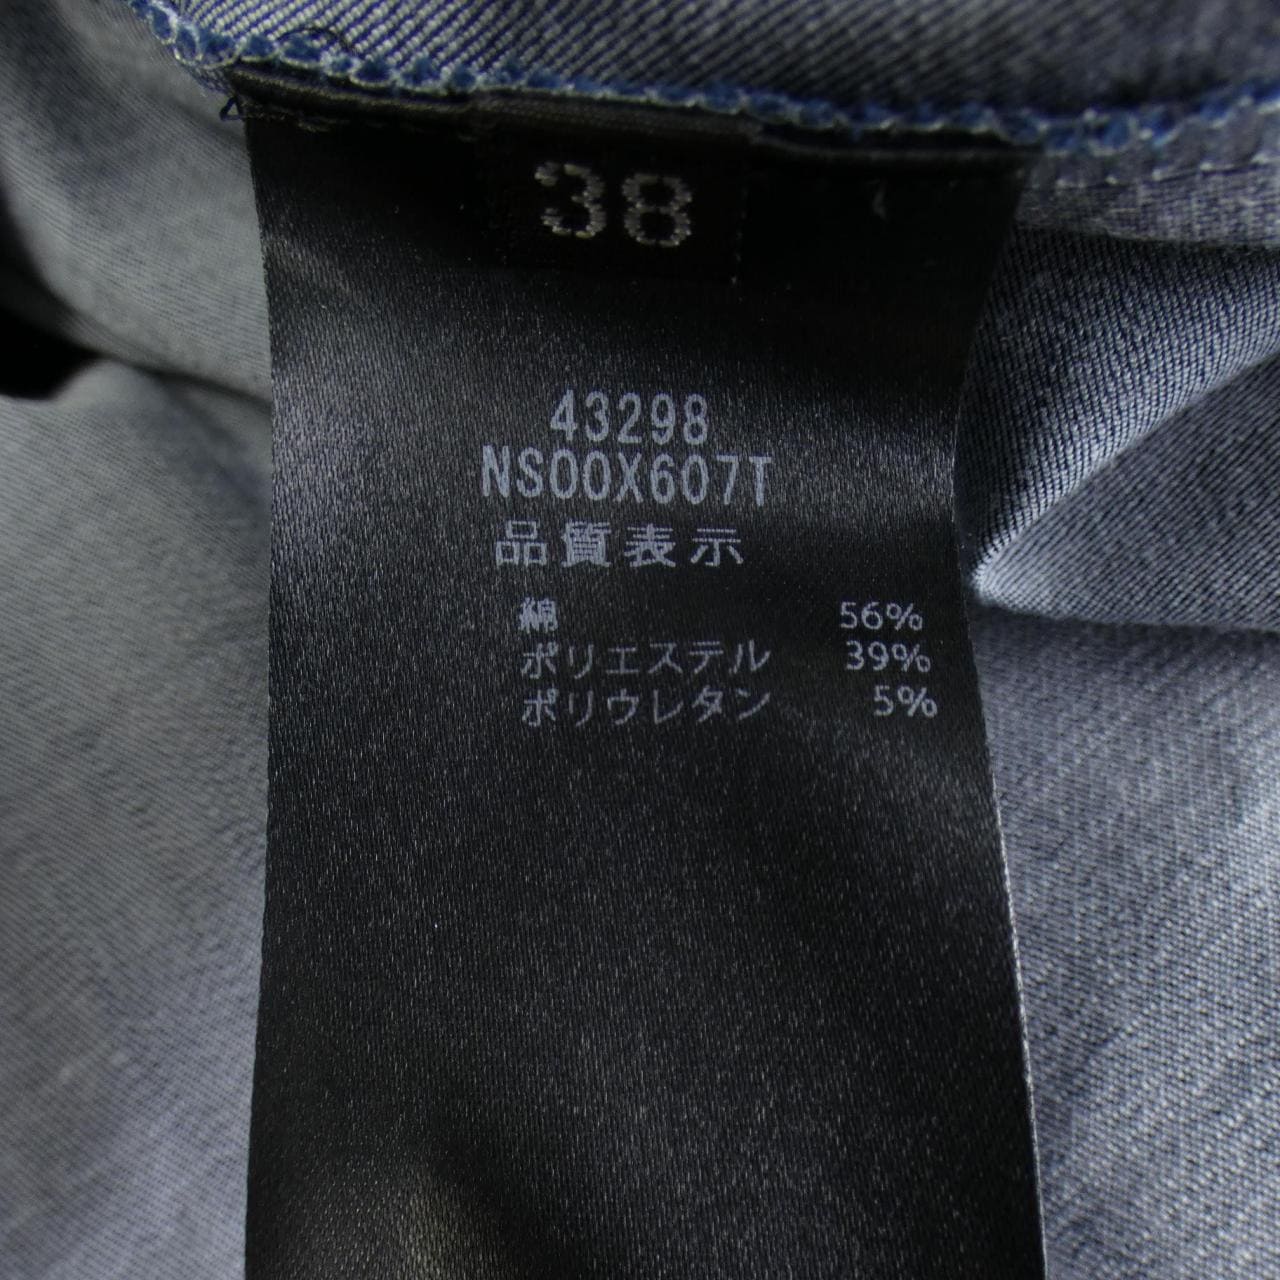 38
43298
NS00X607T
品質表示
綿 56%
ポリエステル 39%
ポリウレタン 5%